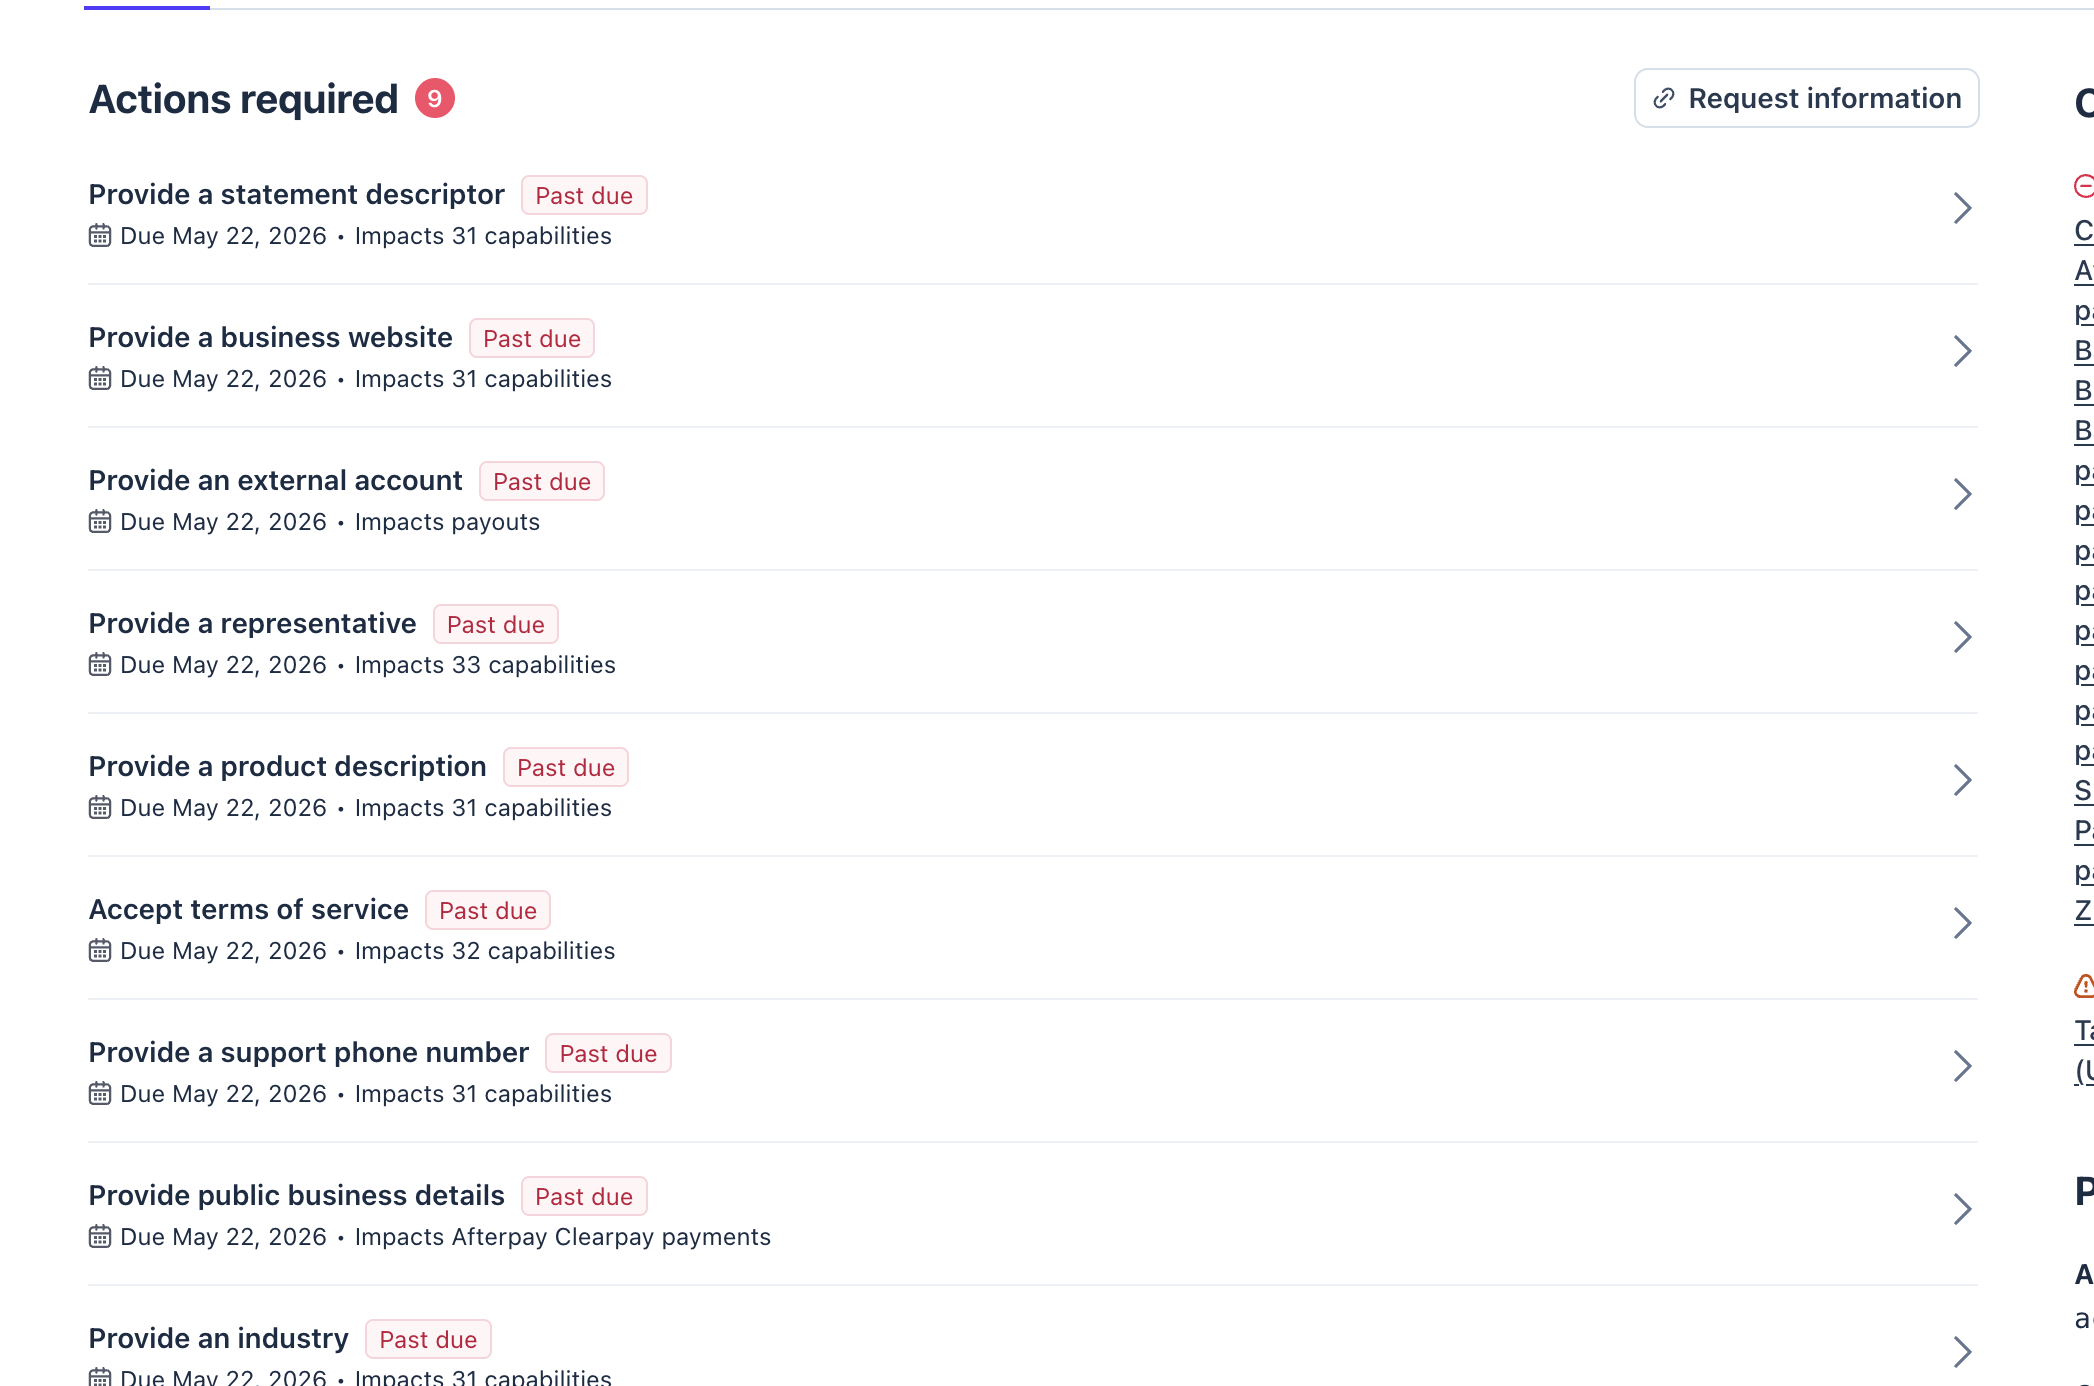 Actions required 9
Request information
Provide a statement descriptor Past due
Due May 22, 2026 • Impacts 31 capabilities
Provide a business website Past due
Due May 22, 2026 • Impacts 31 capabilities
Provide an external account Past due
Due May 22, 2026 • Impacts payouts
Provide a representative Past due
Due May 22, 2026 • Impacts 33 capabilities
Provide a product description Past due
Due May 22, 2026 • Impacts 31 capabilities
Accept terms of service Past due
Due May 22, 2026 • Impacts 32 capabilities
Provide a support phone number Past due
Due May 22, 2026 • Impacts 31 capabilities
Provide public business details Past due
Due May 22, 2026 • Impacts Afterpay Clearpay payments
Provide an industry Past due
Due May 22, 2026 • Impacts 31 capabilities